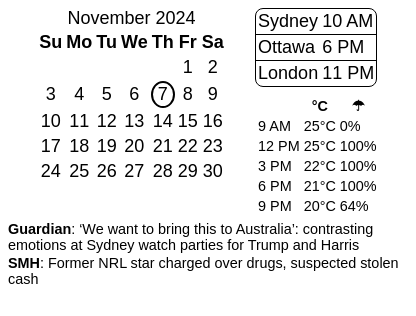 November 2024
Su Mo Tu We Th Fr Sa
1 2
3 4 5 6 7 8 9
10 11 12 13 14 15 16
17 18 19 20 21 22 23
24 25 26 27 28 29 30
Sydney 10 AM
Ottawa 6 PM
London 11 PM
°C ☂
9 AM 25°C 0%
12 PM 25°C 100%
3 PM 22°C 100%
6 PM 21°C 100%
9 PM 20°C 64%
Guardian: ‘We want to bring this to Australia’: contrasting
emotions at Sydney watch parties for Trump and Harris
SMH: Former NRL star charged over drugs, suspected stolen
cash